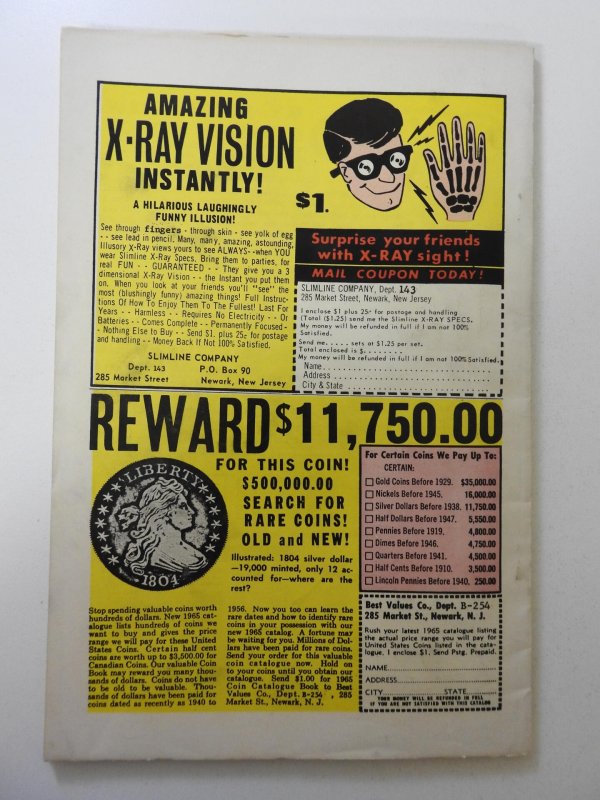 AMAZING
X-RAY VISION
INSTANTLY!
A HILARIOUS LAUGHINGLY
FUNNY ILLUSION!
See through fingers - through skin - see yolk of egg
- - see lead in pencil. Many, many, amazing, astounding,
Illusory X-Ray views yours to see ALWAYS--when YOU
wear Slimline X-Ray Specs. Bring them to parties, for
real FUN - - GUARANTEED - - They give you a 3
dimensional X-Ray Vision - - the Instant you put them
on. When you look at your friends you'll "see" the
most (blushingly funny) amazing things! Full Instruc-
tions Of How To Enjoy Them To The Fullest! Last For
Years - - Harmless - - Requires No Electricity - - Or
Batteries - - Comes Complete - - Permanently Focused -
- Nothing Else to Buy - - Send $1. plus 25¢ for postage
and handling - - Money Back If Not 100% Satisfied.
SLIMLINE COMPANY
Dept. 143 P.O. Box 90
285 Market Street Newark, New Jersey
$1.
Surprise your friends
with X-RAY sight!
MAIL COUPON TODAY!
SLIMLINE COMPANY, Dept. 143
285 Market Street, Newark, New Jersey
I enclose $1 plus 25¢ for postage and handling
(Total ($1.25) send me the Slimline X-RAY SPECS.
My money will be refunded in full if I am not 100%
Satisfied.
Send me..... sets at $1.25 per set.
Total enclosed is $........
My money will be refunded in full if I am not 100% Satisfied.
Name
Address
City & State
REWARD $11,750.00
FOR THIS COIN!
$500,000.00
SEARCH FOR
RARE COINS!
OLD and NEW!
LIBERTY
1804
Illustrated: 1804 silver dollar
—19,000 minted, only 12 ac-
counted for—where are the
rest?
Stop spending valuable coins worth
hundreds of dollars. New 1965 cat-
alogue lists hundreds of coins we
want to buy and gives the price
range we will pay for these United
States Coins. Certain half cent
coins are worth up to $3,500.00 for
Canadian Coins. Our valuable Coin
Book may reward you many thou-
sands of dollars. Coins do not have
to be old to be valuable. Thou-
sands of dollars have been paid for
coins dated as recently as 1940 to
1956. Now you too can learn the
rare dates and how to identify rare
coins in your possession with our
new 1965 catalog. A fortune may
be waiting for you. Millions of Dol-
lars have been paid for rare coins.
Send your order for this valuable
coin catalogue now. Hold on
to your coins until you obtain our
catalogue. Send $1.00 for 1965
Coin Catalogue Book to Best
Values Co., Dept. B-254, 285
Market St., Newark, N. J.
For Certain Coins We Pay Up To:
CERTAIN:
Gold Coins Before 1929. $35,000.00
Nickels Before 1945. 16,000.00
Silver Dollars Before 1938. 11,750.00
Half Dollars Before 1947. 5,550.00
Pennies Before 1919. 4,800.00
Dimes Before 1946. 4,750.00
Quarters Before 1941. 4,500.00
Half Cents Before 1910. 3,500.00
Lincoln Pennies Before 1940. 250.00
Best Values Co., Dept. B-254
285 Market St., Newark, N. J.
Rush your latest 1965 catalogue listing
the actual price range you will pay for
United States Coins listed in the cata-
logue. I enclose $1. Send Pstg. Prepaid.
NAME
ADDRESS
CITY STATE
YOUR MONEY WILL BE REFUNDED IN FULL
IF YOU ARE NOT SATISFIED WITH THIS CATALOG